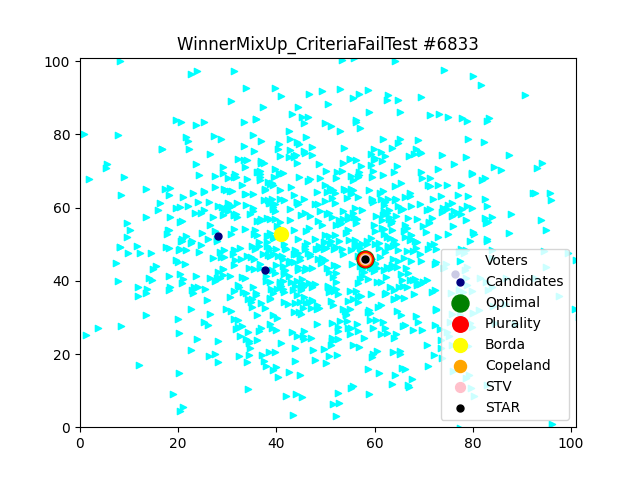 WinnerMixUp_CriteriaFailTest #6833
100
80
60
40
20
0
0 20 40 60 80 100
Voters
Candidates
Optimal
Plurality
Borda
Copeland
STV
STAR